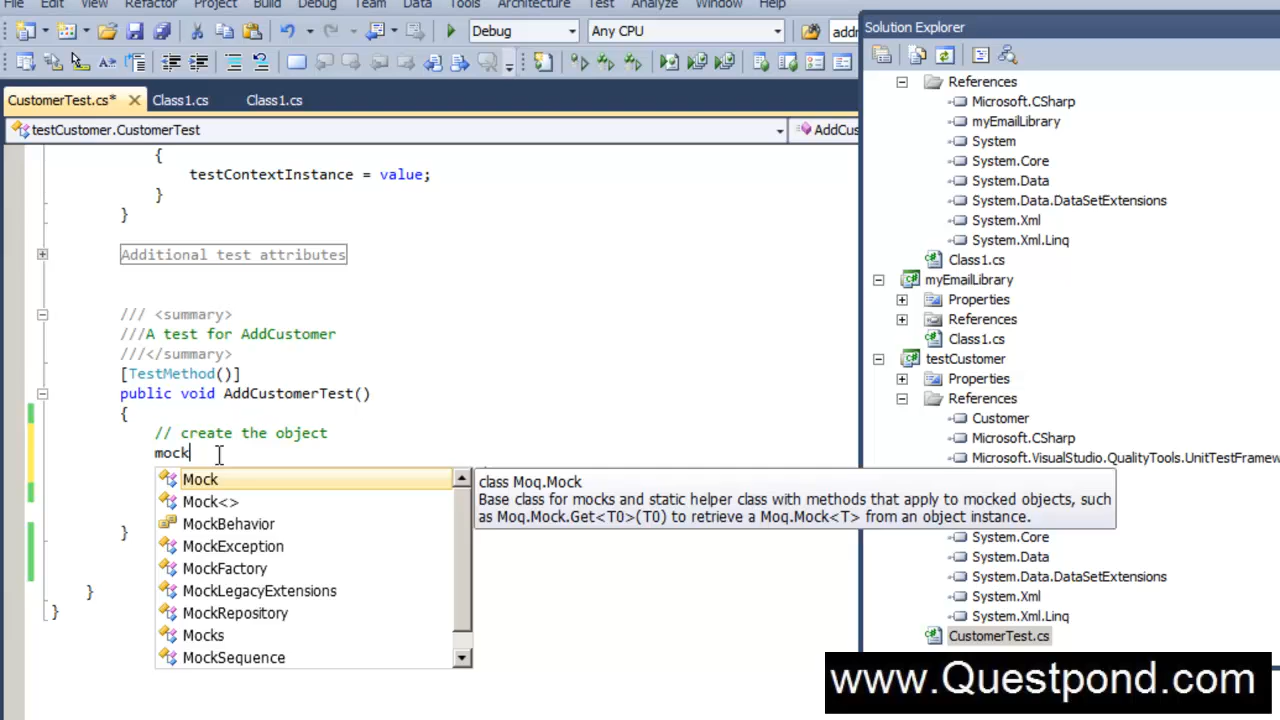 File Edit View Refactor Project Build Debug Team Data Tools Architecture Test Analyze Window Help
Debug Any CPU addr
CustomerTest.cs* Class1.cs Class1.cs
testCustomer.CustomerTest AddCus
{
testContextInstance = value;
}
}
Additional test attributes
/// <summary>
///A test for AddCustomer
///</summary>
[TestMethod()]
public void AddCustomerTest()
{
// create the object
mock
Mock
Mock<>
MockBehavior
MockException
MockFactory
MockLegacyExtensions
MockRepository
Mocks
MockSequence
class Moq.Mock
Base class for mocks and static helper class with methods that apply to mocked objects, such
as Moq.Mock.Get<T0>(T0) to retrieve a Moq.Mock<T> from an object instance.
}
}
}
Solution Explorer
References
Microsoft.CSharp
myEmailLibrary
System
System.Core
System.Data
System.Data.DataSetExtensions
System.Xml
System.Xml.Linq
Class1.cs
myEmailLibrary
Properties
References
Class1.cs
testCustomer
Properties
References
Customer
Microsoft.CSharp
Microsoft.VisualStudio.QualityTools.UnitTestFramew
System.Core
System.Data
System.Data.DataSetExtensions
System.Xml
System.Xml.Linq
CustomerTest.cs
www.Questpond.com